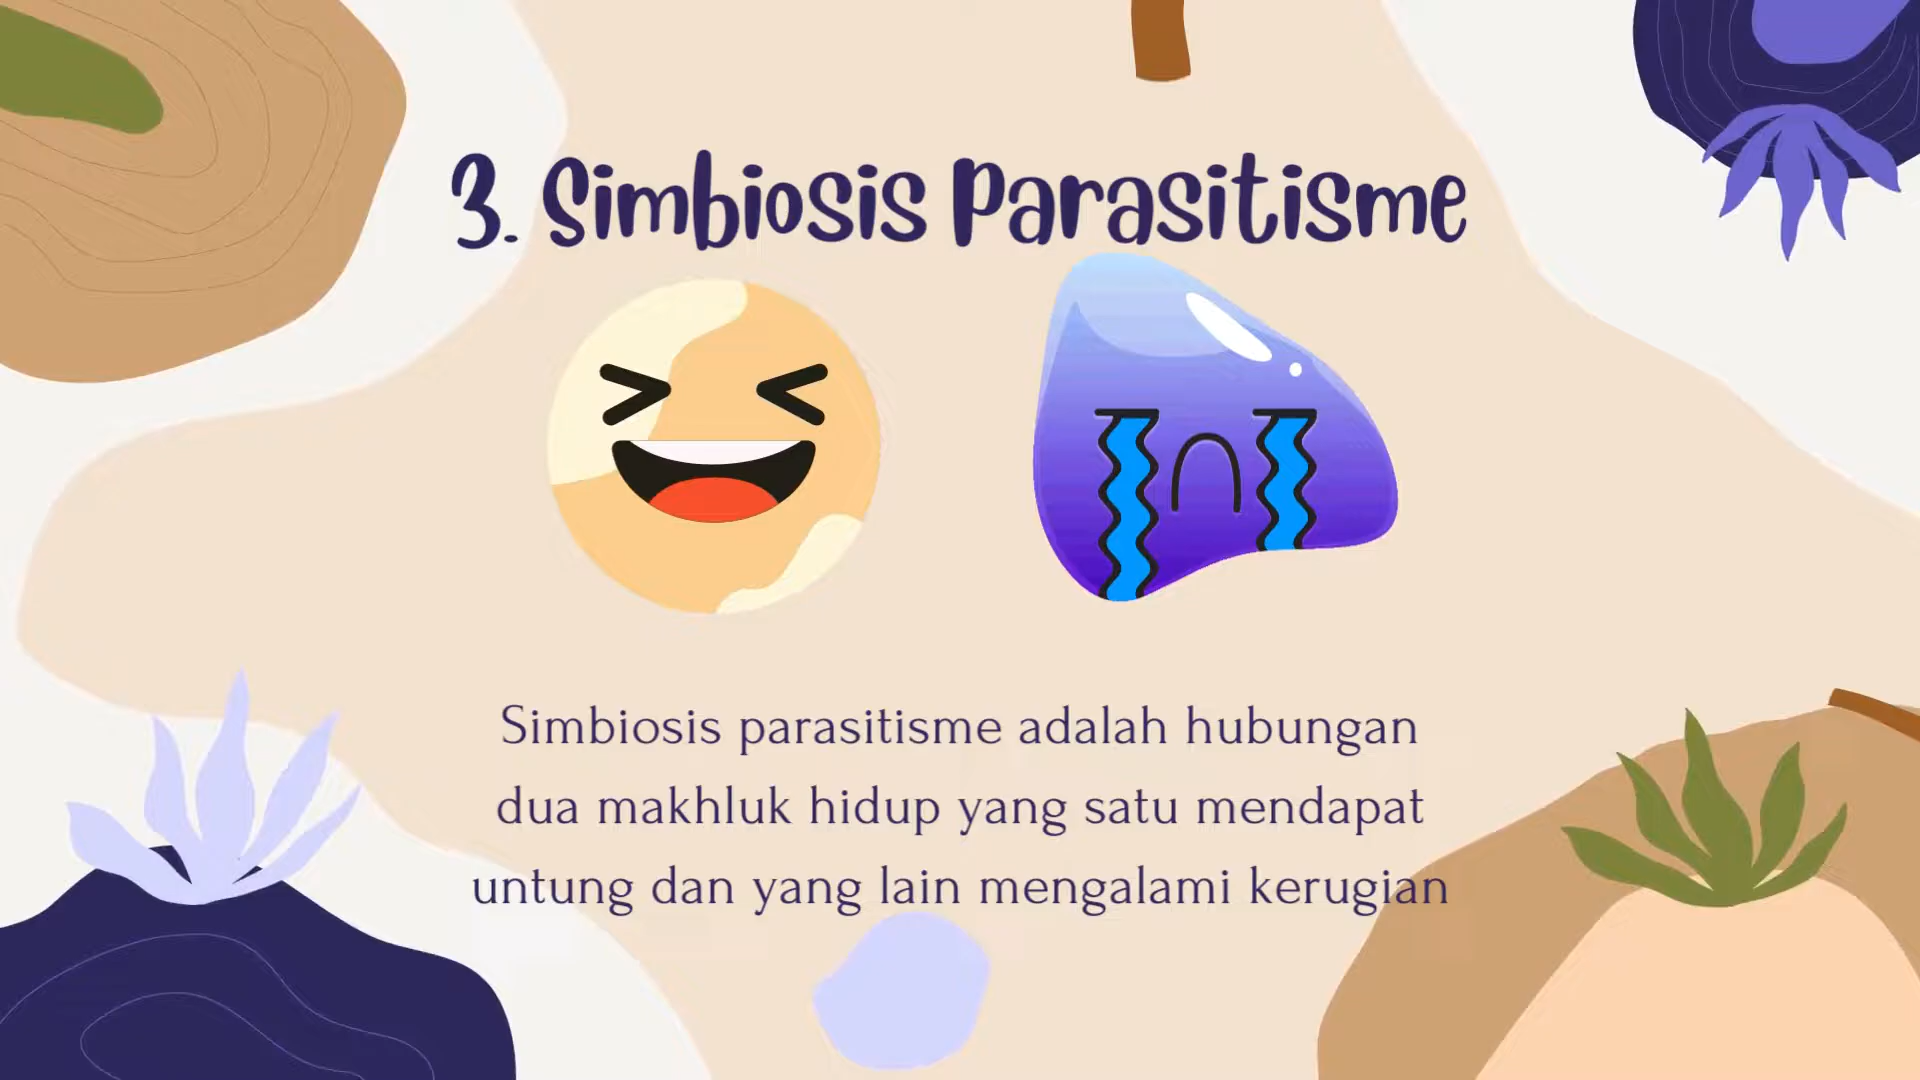 3. Simbiosis Parasitisme
Simbiosis parasitisme adalah hubungan
dua makhluk hidup yang satu mendapat
untung dan yang lain mengalami kerugian